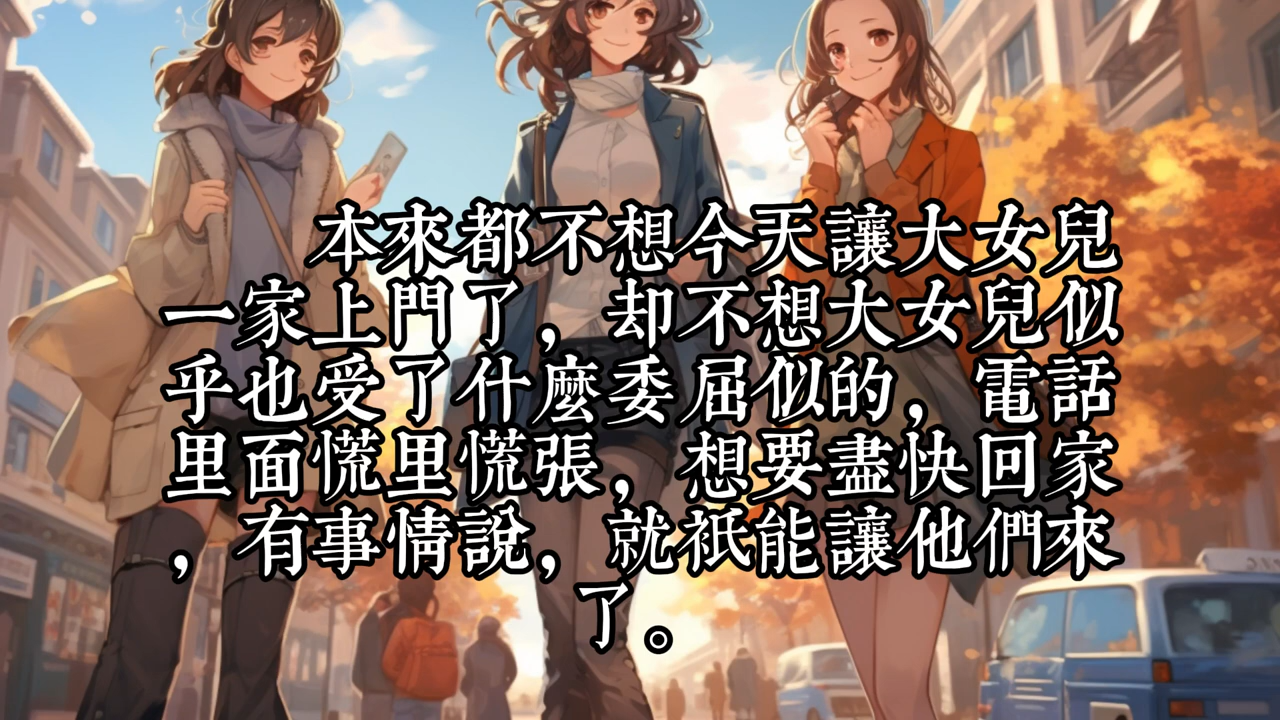 本來都不想今天讓大女兒
一家上門了，却不想大女兒似
乎也受了什麼委屈似的，電話
里面慌里慌張，想要盡快回家
，有事情說，就衹能讓他們來
了。